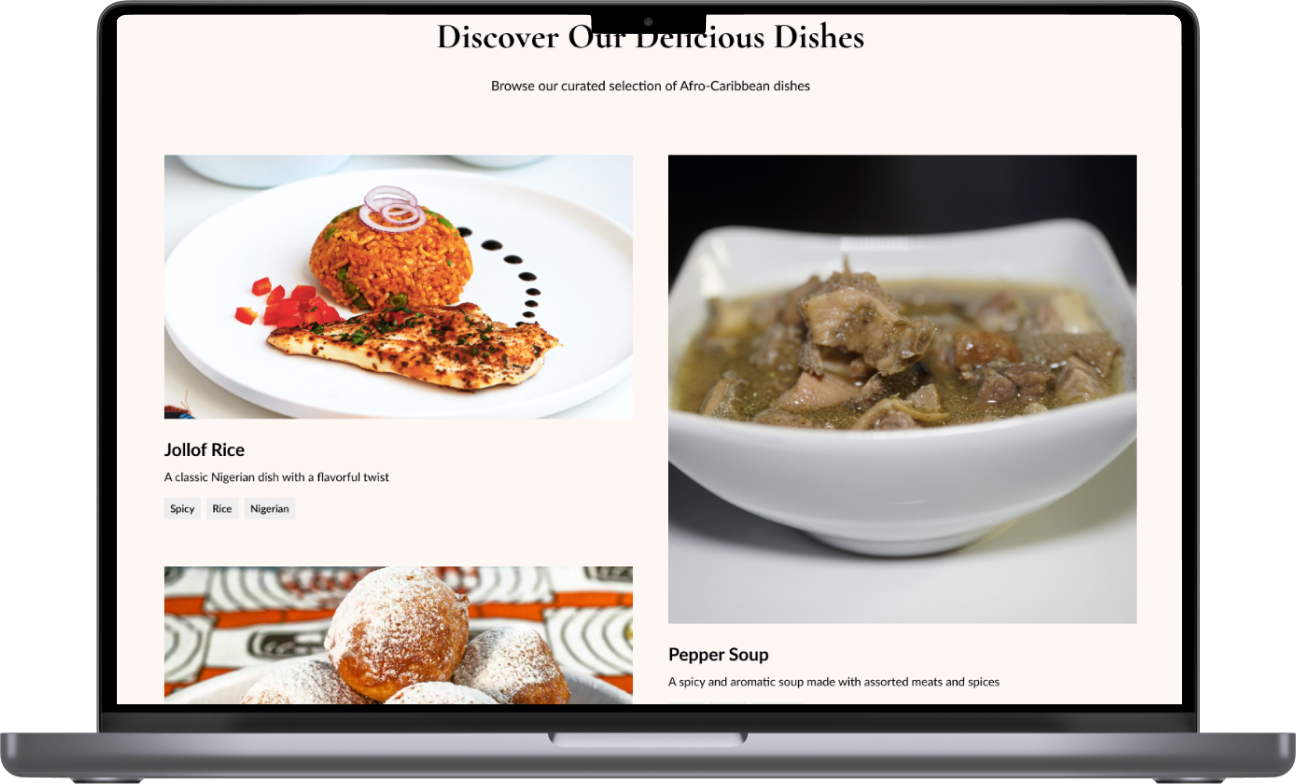 Discover Our Delicious Dishes
Browse our curated selection of Afro-Caribbean dishes
Jollof Rice
A classic Nigerian dish with a flavorful twist
Spicy
Rice
Nigerian
Pepper Soup
A spicy and aromatic soup made with assorted meats and spices